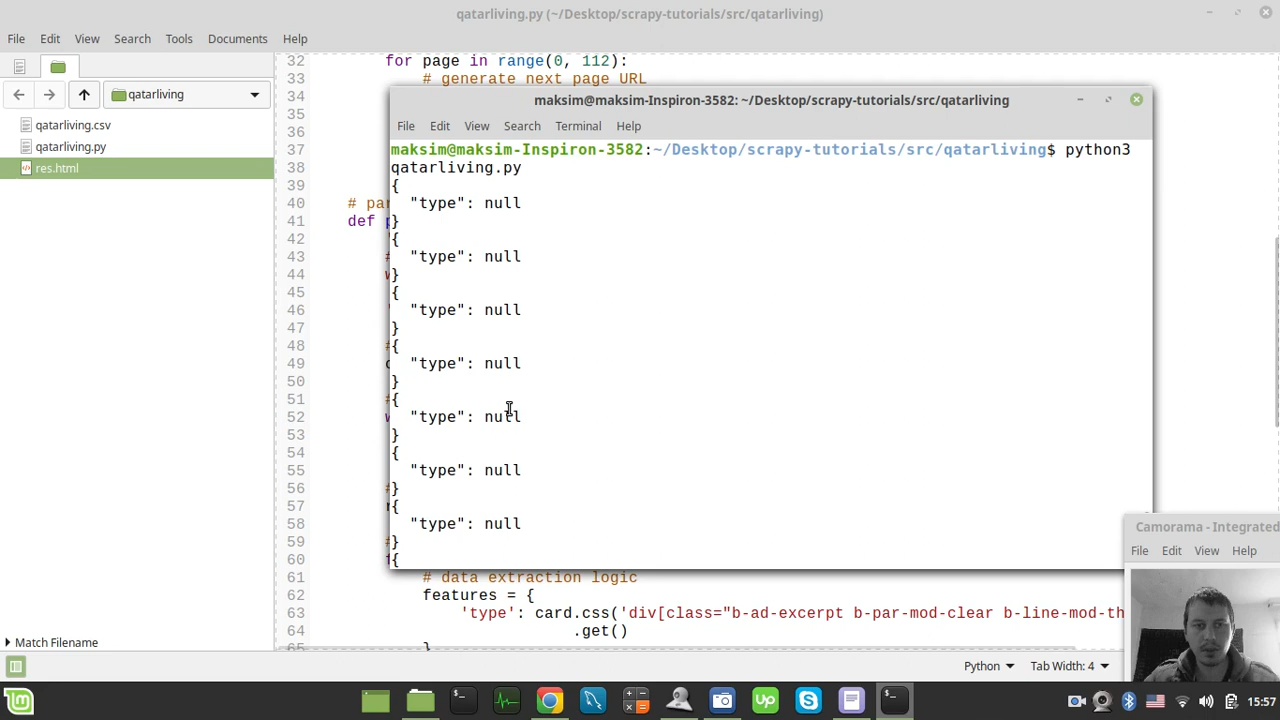 qatarliving.py (~/Desktop/scrapy-tutorials/src/qatarliving)
File Edit View Search Tools Documents Help
qatarliving
qatarliving.csv
qatarliving.py
res.html
Match Filename
32 for page in range(0, 112):
33 # generate next page URL
34
35
36
37
38
39
40 # par
41 def p
42
43 #
44 w
45
46
47
48 #
49 c
50
51 #
52 w
53
54
55
56 #
57 r
58
59 #
60 f
61 # data extraction logic
62 features = {
63 'type': card.css('div[class="b-ad-excerpt b-par-mod-clear b-line-mod-th
64 .get()
65 }
maksim@maksim-Inspiron-3582: ~/Desktop/scrapy-tutorials/src/qatarliving
File Edit View Search Terminal Help
maksim@maksim-Inspiron-3582:~/Desktop/scrapy-tutorials/src/qatarliving$ python3
qatarliving.py
{
"type": null
}
{
"type": null
}
{
"type": null
}
{
"type": null
}
{
"type": null
}
{
"type": null
}
{
"type": null
}
{
Camorama - Integrated
File Edit View Help
Python Tab Width: 4
15:57